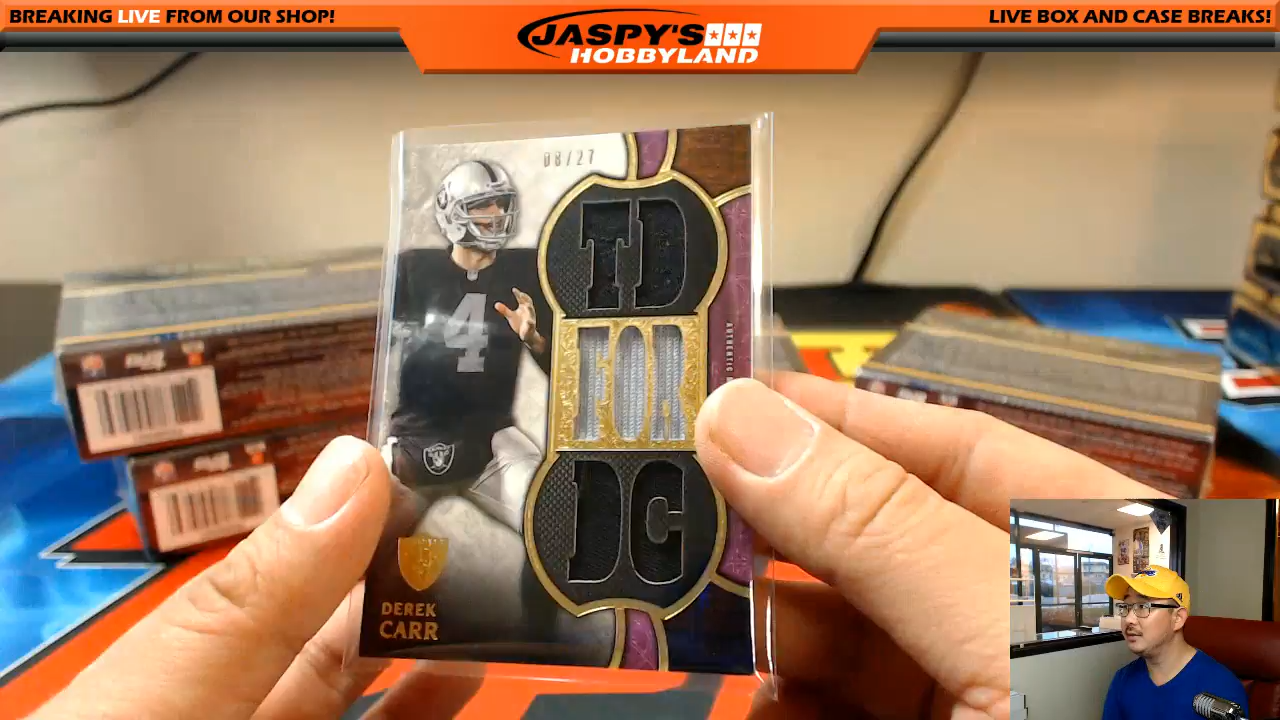 BREAKING LIVE FROM OUR SHOP!
JASPY'S
HOBBYLAND
LIVE BOX AND CASE BREAKS!
08/27
TD
4
FOR
AUTHENTIC
DC
DEREK
CARR